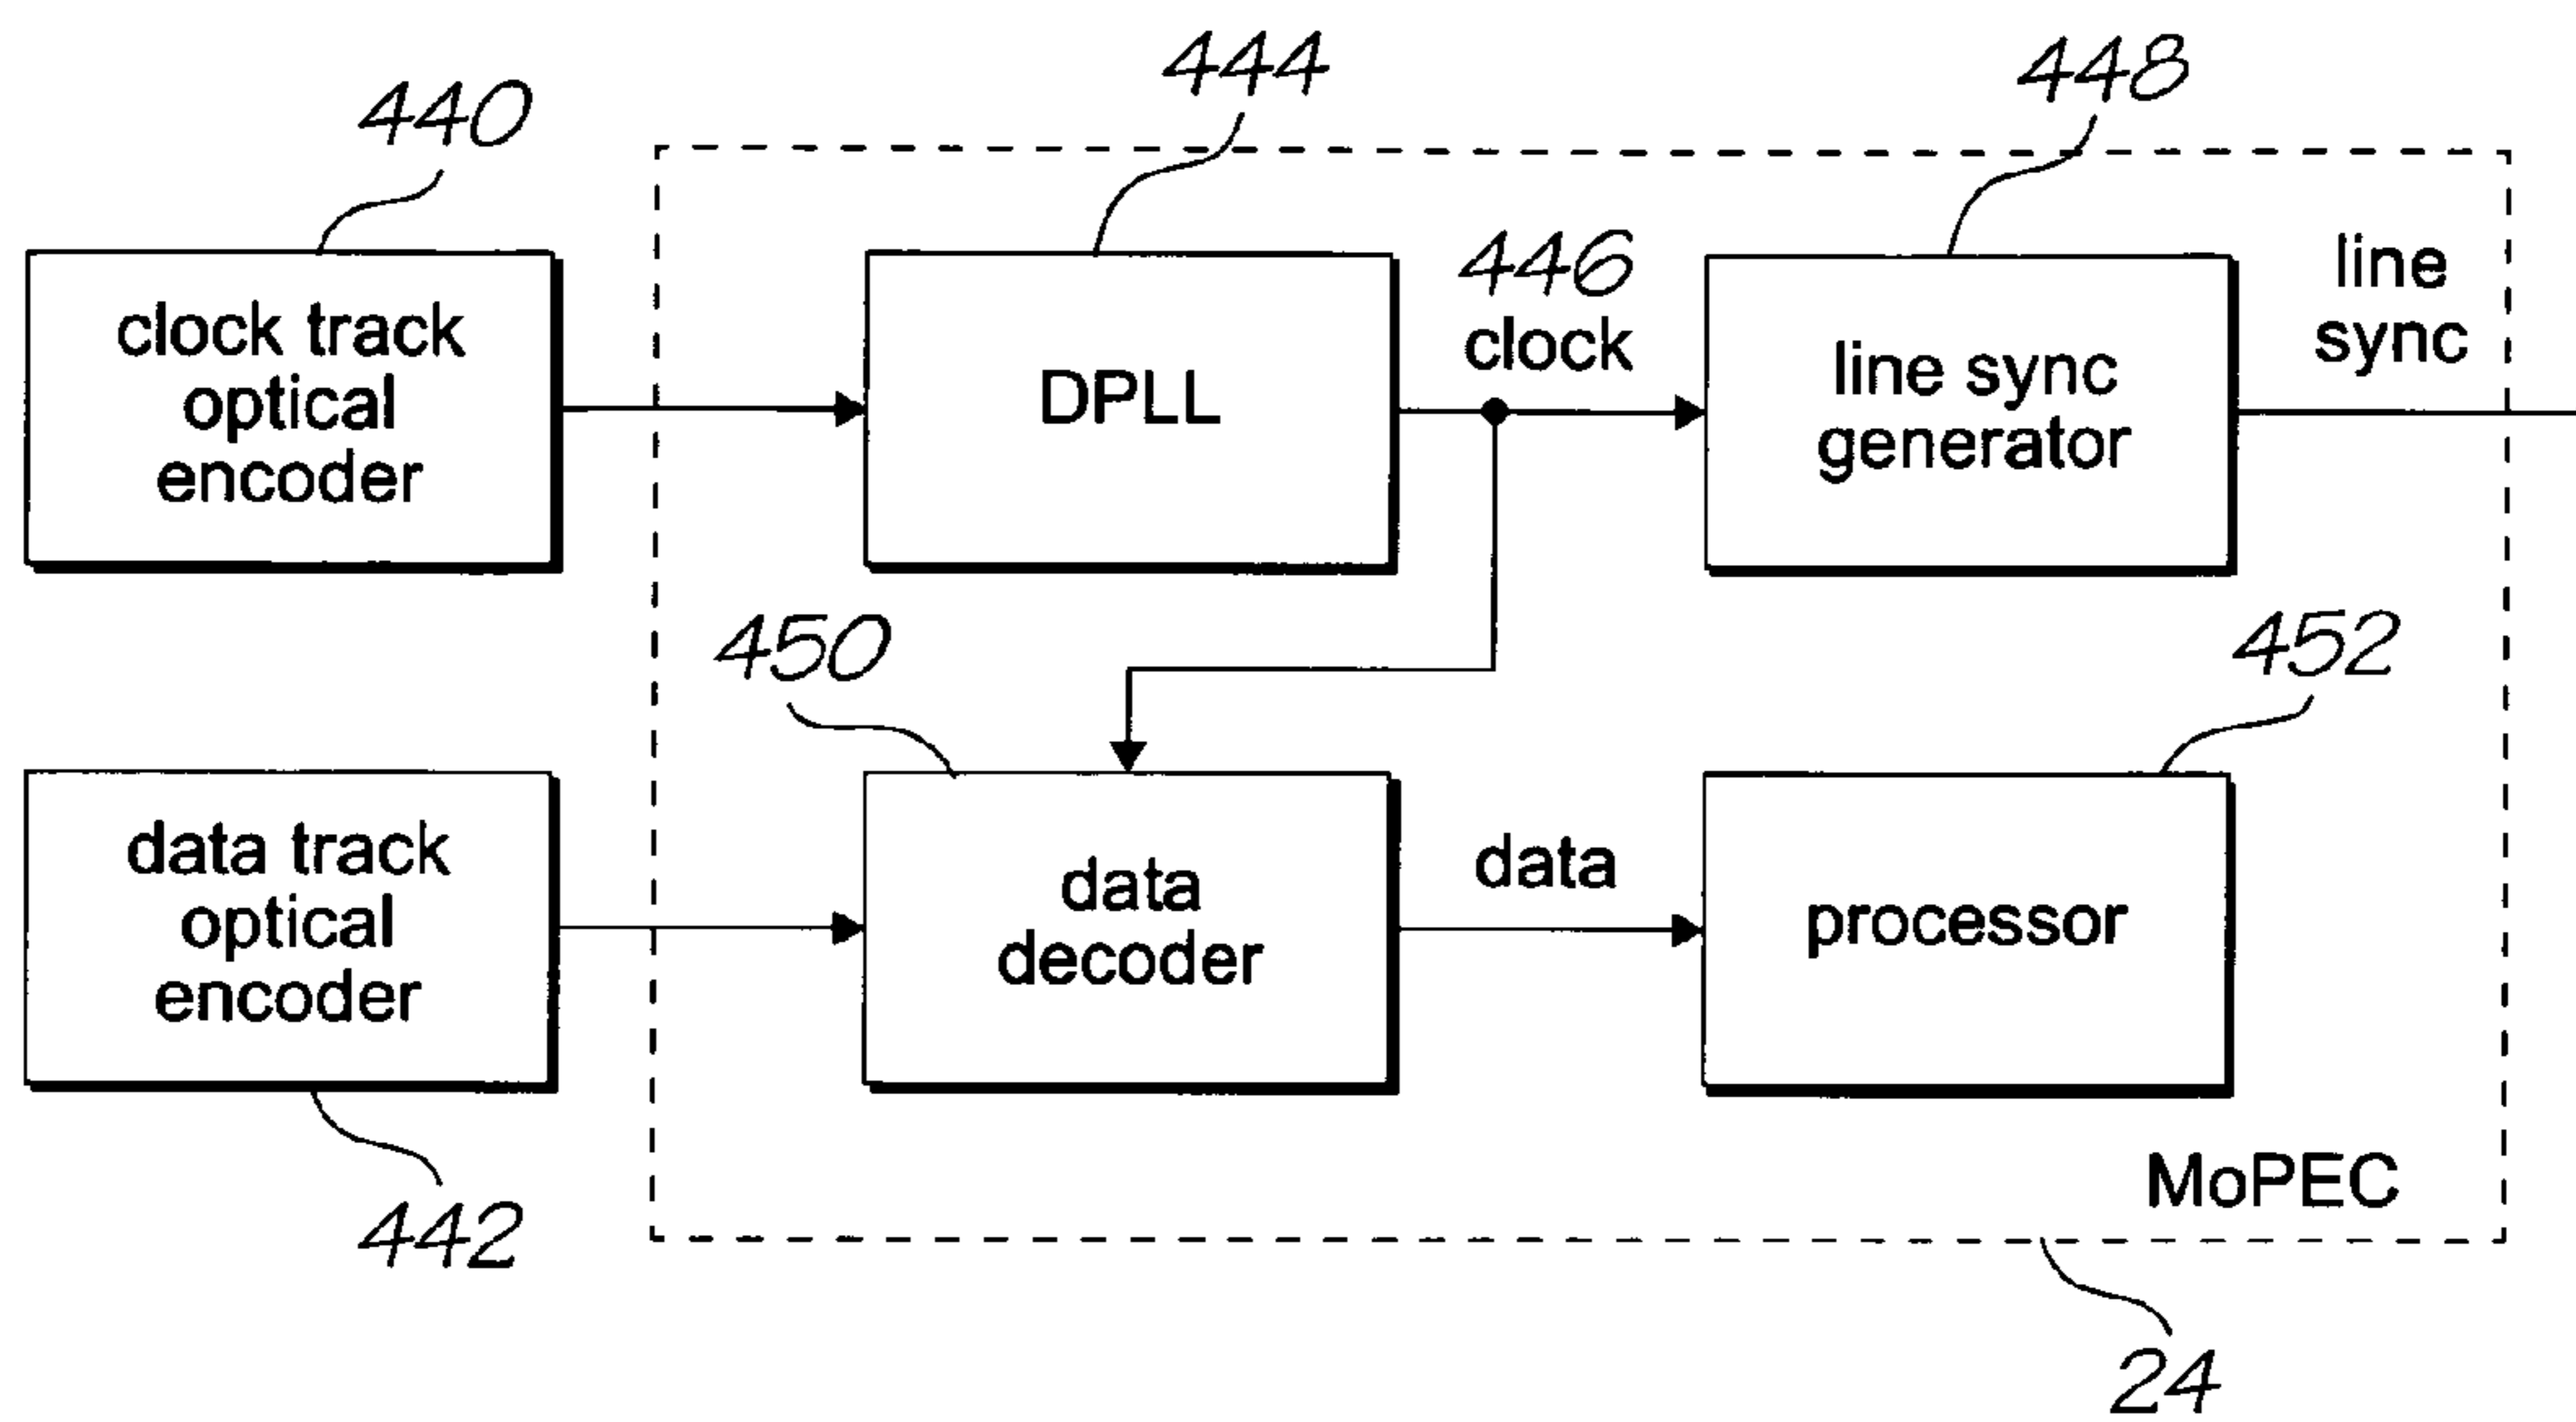 444
448
440
446
clock
line
sync
clock track
optical
encoder
DPLL
line sync
generator
450
452
data track
optical
encoder
data
decoder
data
processor
MoPEC
442
24